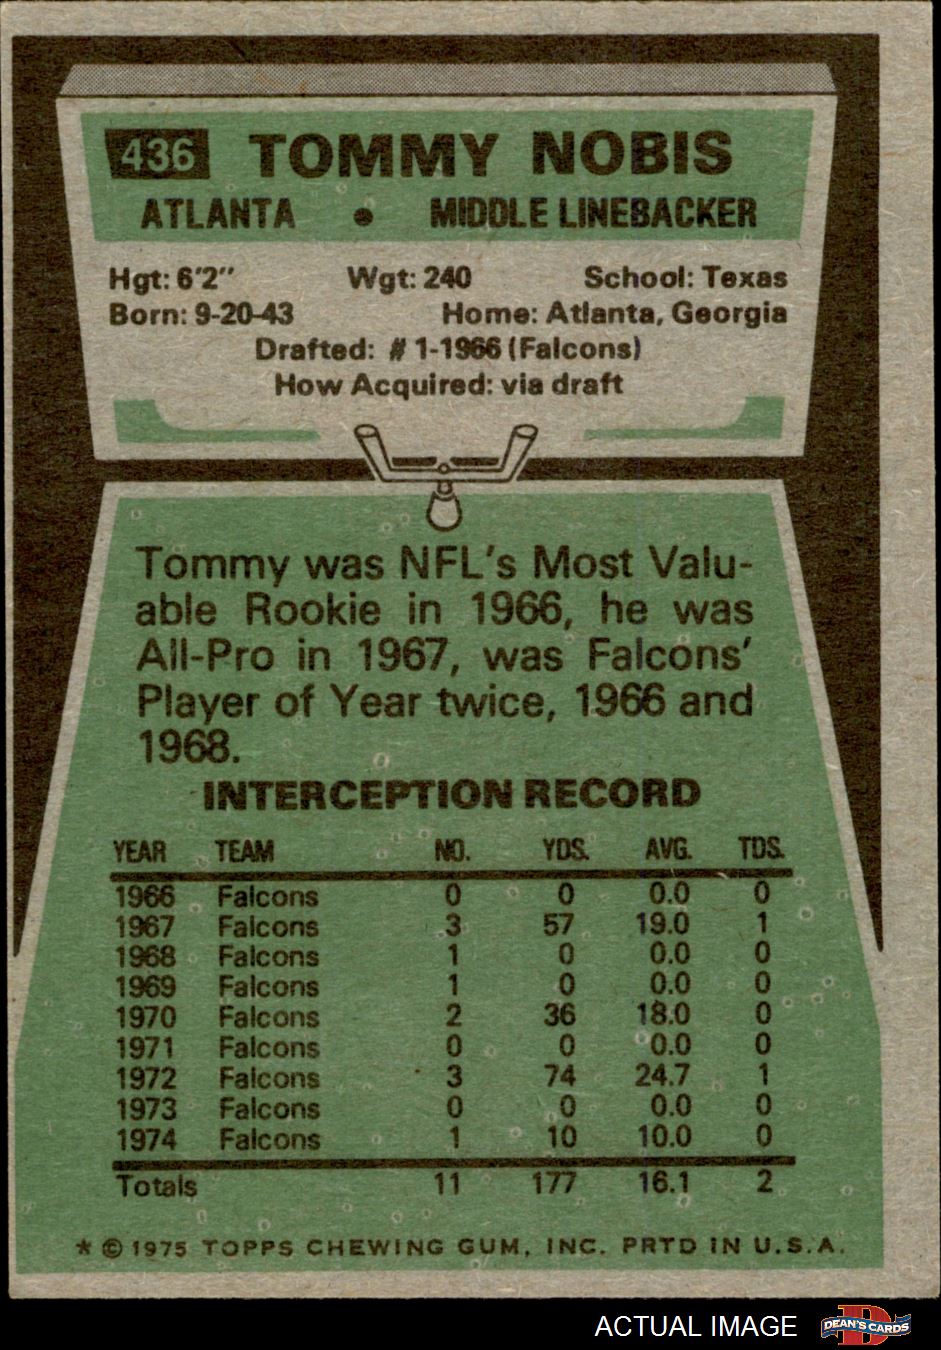 436 TOMMY NOBIS
ATLANTA • MIDDLE LINEBACKER
Hgt: 6'2" Wgt: 240 School: Texas
Born: 9-20-43 Home: Atlanta, Georgia
Drafted: # 1-1966 (Falcons)
How Acquired: via draft
Tommy was NFL's Most Valu-
able Rookie in 1966, he was
All-Pro in 1967, was Falcons'
Player of Year twice, 1966 and
1968.
INTERCEPTION RECORD
YEAR TEAM NO. YDS. AVG. TDS.
1966 Falcons 0 0 0.0 0
1967 Falcons 3 57 19.0 1
1968 Falcons 1 0 0.0 0
1969 Falcons 1 0 0.0 0
1970 Falcons 2 36 18.0 0
1971 Falcons 0 0 0.0 0
1972 Falcons 3 74 24.7 1
1973 Falcons 0 0 0.0 0
1974 Falcons 1 10 10.0 0
Totals 11 177 16.1 2
* © 1975 TOPPS CHEWING GUM, INC. PRTD IN U.S.A.
ACTUAL IMAGE D DEAN'S CARDS